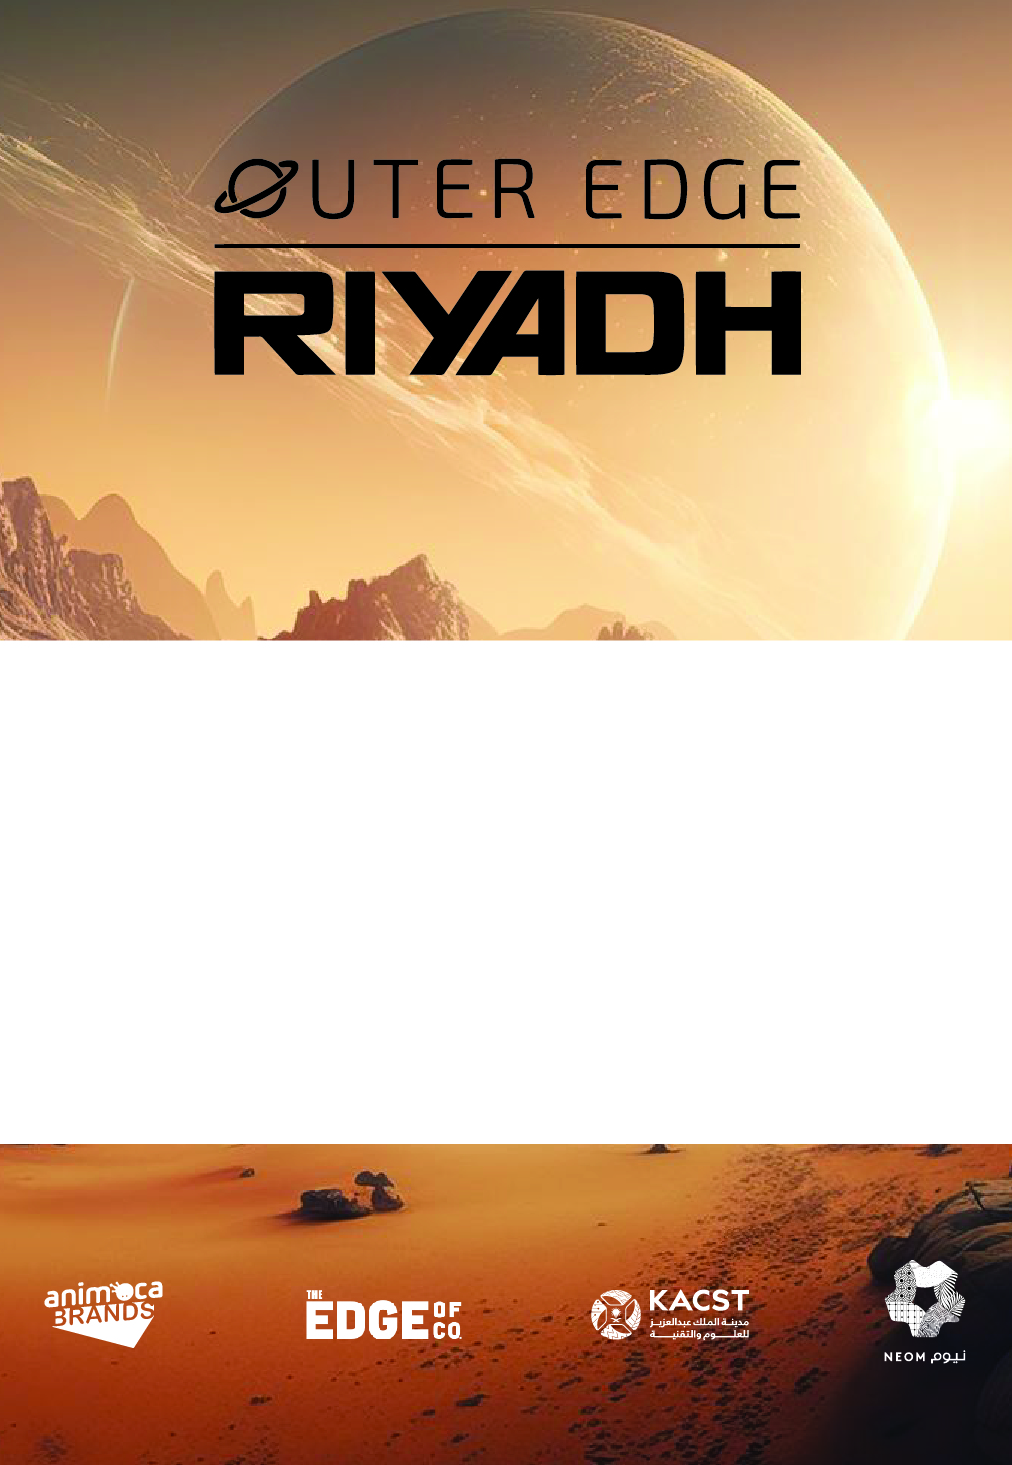 OUTER EDGE
RIYADH
animoca
BRANDS
THE
EDGE OF CO.
KACST
مدينة الملك عبدالعزيز
للعلوم والتقنية
NEOM نيوم